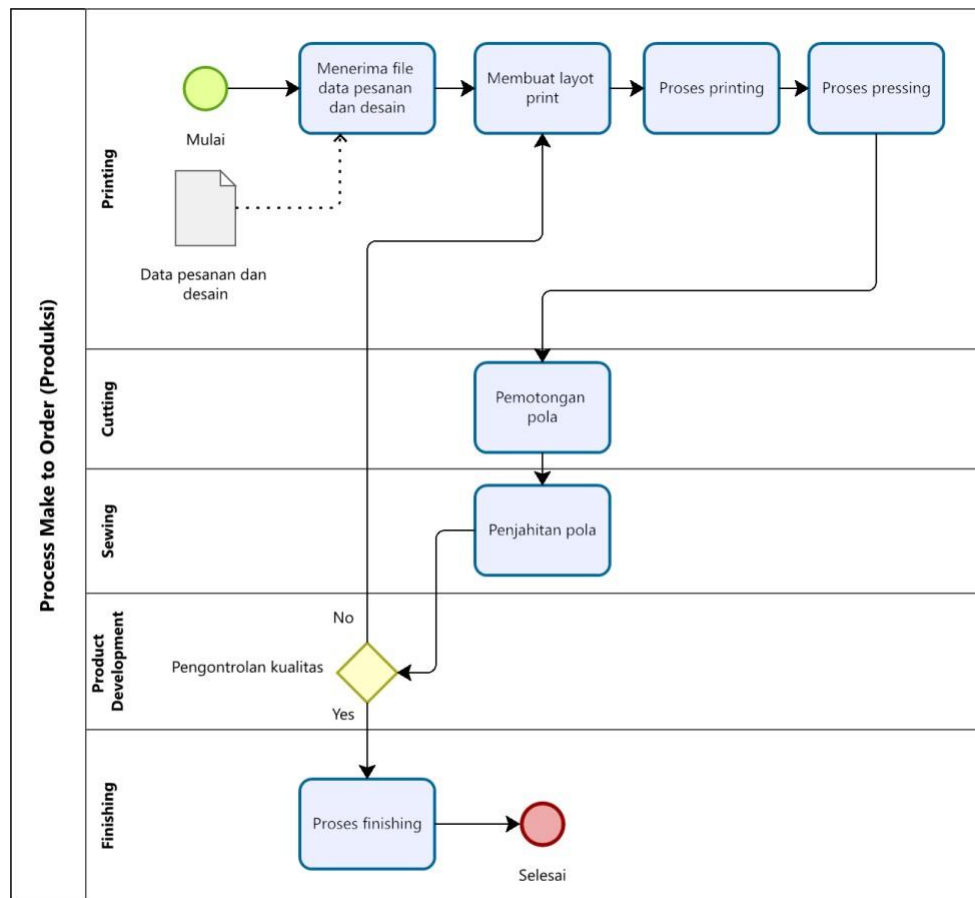 Process Make to Order (Produksi)
Printing
Mulai
Menerima file
data pesanan
dan desain
Membuat layot
print
Proses printing
Proses pressing
Data pesanan dan
desain
Cutting
Pemotongan
pola
Sewing
Penjahitan pola
Product
Development
No
Pengontrolan kualitas
Yes
Finishing
Proses finishing
Selesai